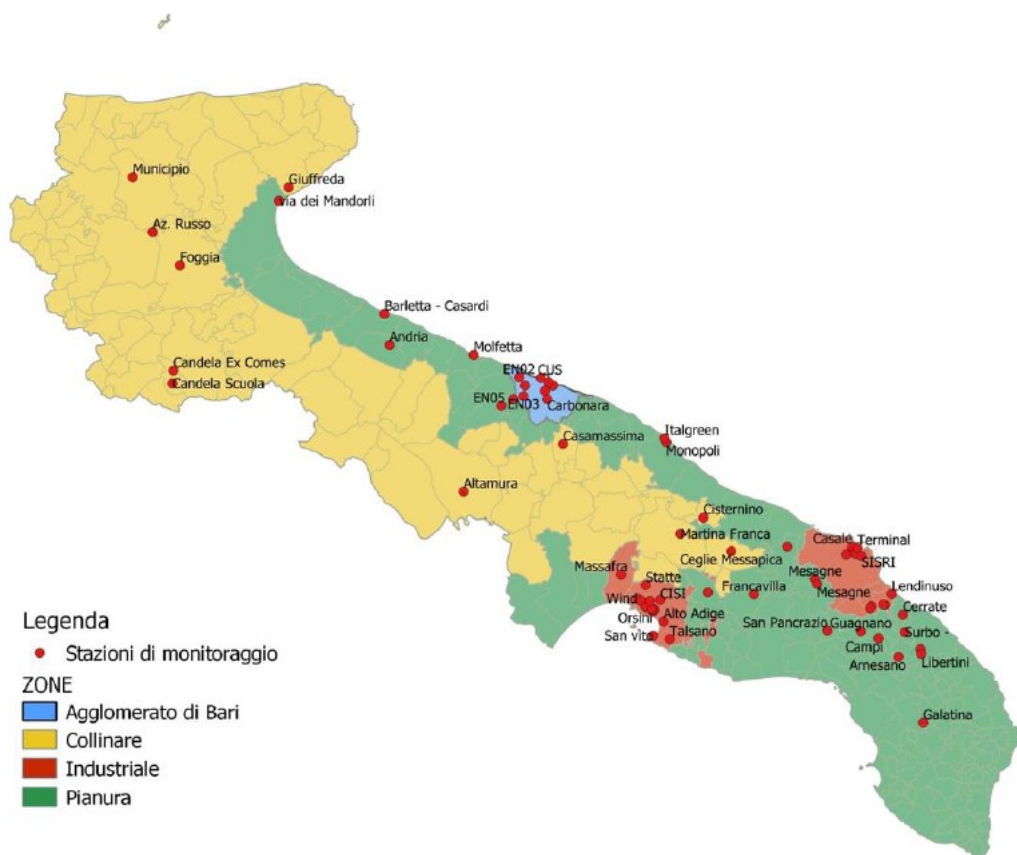 Municipio
Giuffreda
via dei Mandorli
Az. Russo
Foggia
Barletta - Casardi
Andria
Molfetta
Candela Ex Comes
Candela Scuola
EN02 CUS
EN05 EN03 Carbonara
Casamassima
Italgreen
Monopoli
Altamura
Cisternino
Martina Franca
Casale Terminal
Ceglie Messapica
SISRI
Massafra
Statte
Mesagne
Francavilla
Mesagne
Lendinuso
Wind CISI
Orsini Alto Adige
Cerrate
San Pancrazio Guagnano
San vito Talsano
Campi
Surbo -
Arnesano
Libertini
Galatina
Legenda
Stazioni di monitoraggio
ZONE
Agglomerato di Bari
Collinare
Industriale
Pianura